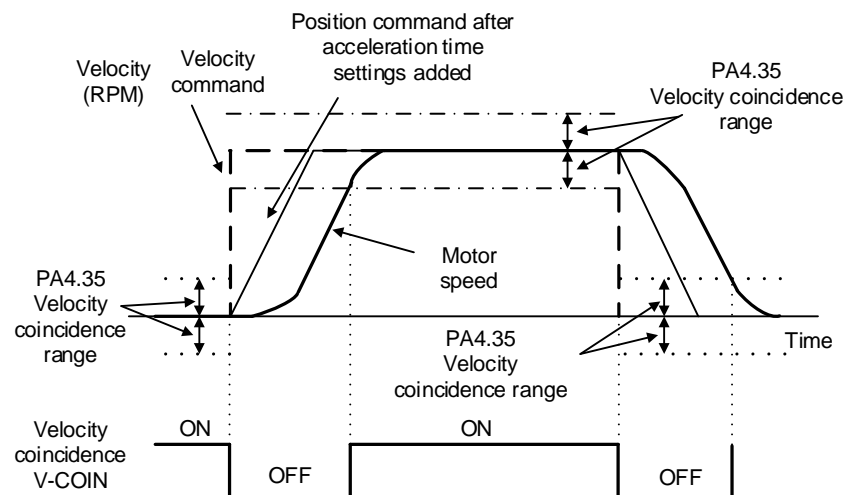 Position command after
acceleration time
settings added
Velocity
(RPM)
Velocity
command
PA4.35
Velocity coincidence
range
Motor
speed
PA4.35
Velocity
coincidence
range
PA4.35
Velocity
coincidence range
Time
Velocity
coincidence
V-COIN
ON
OFF
ON
OFF